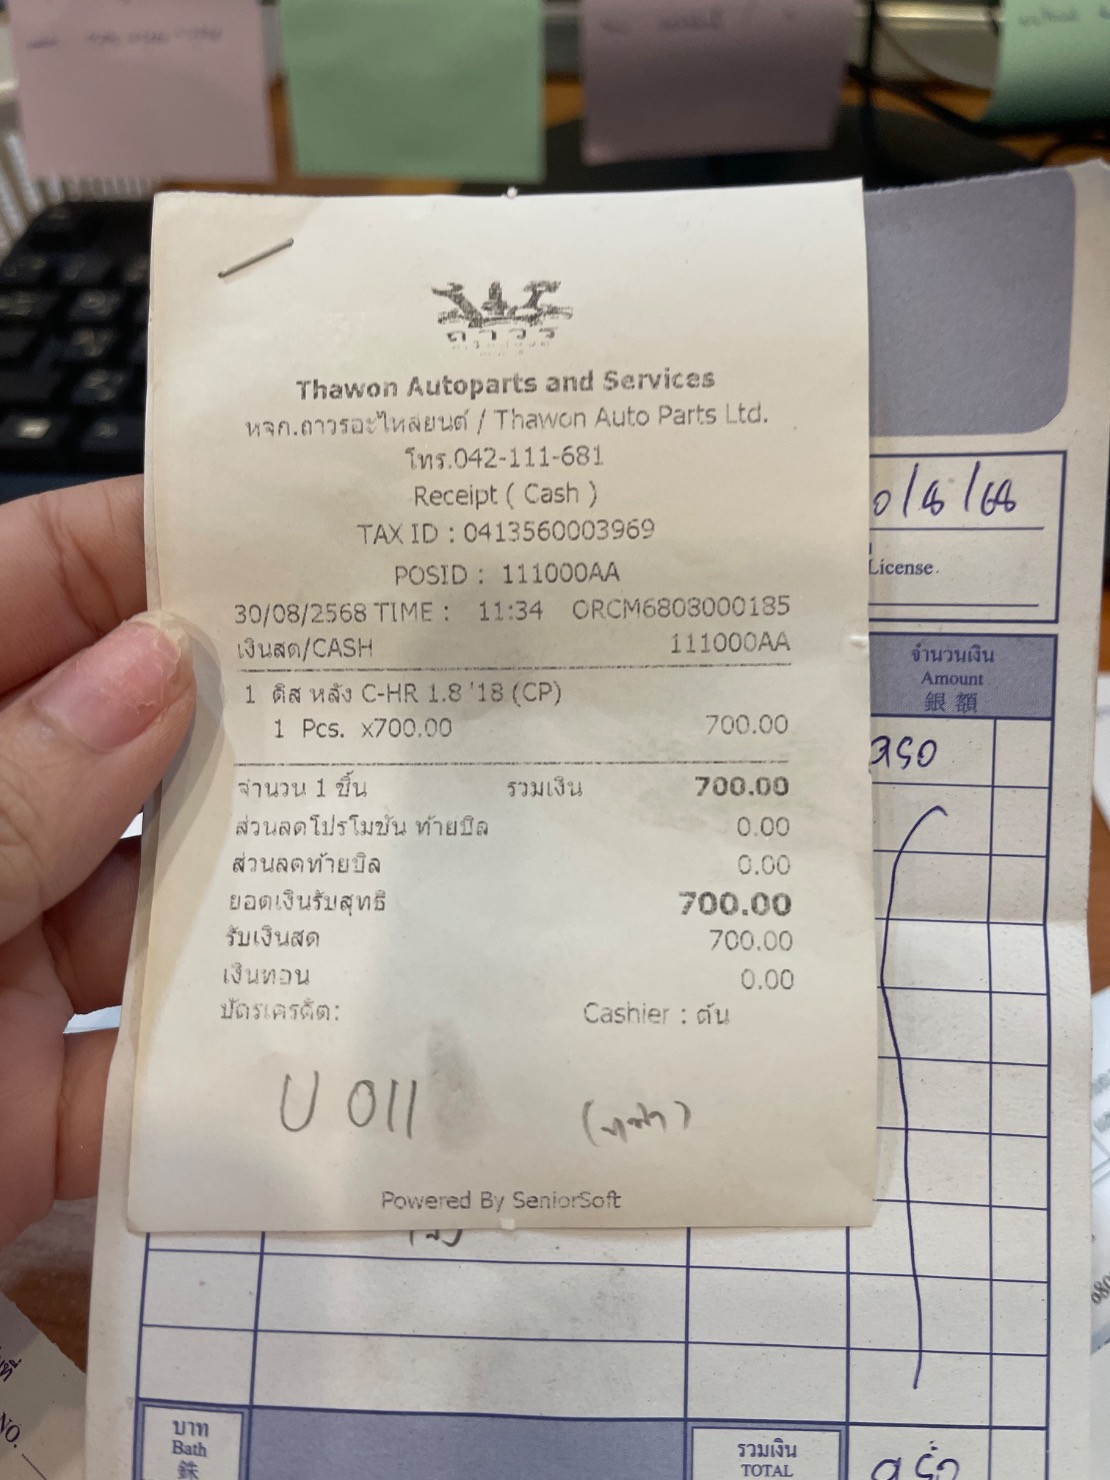 ถาวร
Thawon Autoparts and Services
หจก.ถาวรอะไหล่ยนต์ / Thawon Auto Parts Ltd.
โทร.042-111-681
Receipt ( Cash )
TAX ID : 0413560003969
POSID : 111000AA
30/08/2568 TIME : 11:34 ORCM6808000185
เงินสด/CASH 111000AA
1 ดิส หลัง C-HR 1.8 '18 (CP)
1 Pcs. x700.00 700.00
จำนวน 1 ชิ้น รวมเงิน 700.00
ส่วนลดโปรโมชั่น ท้ายบิล 0.00
ส่วนลดท้ายบิล 0.00
ยอดเงินรับสุทธิ 700.00
รับเงินสด 700.00
เงินทอน 0.00
บัตรเครดิต: Cashier : ต้น
U 011
Powered By SeniorSoft
0/8/68
License.
จำนวนเงิน
Amount
銀 額
บาท
Bath
銖
รวมเงิน
TOTAL
NO.